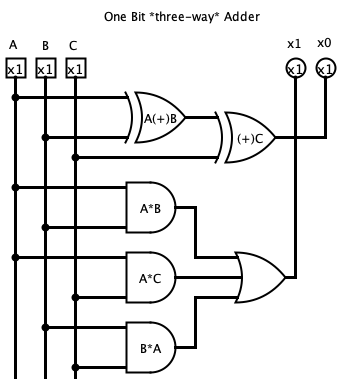 One Bit *three-way* Adder
A B C x1 x0
x1 x1 x1 x1 x1
A(+)B
(+)C
A*B
A*C
B*A